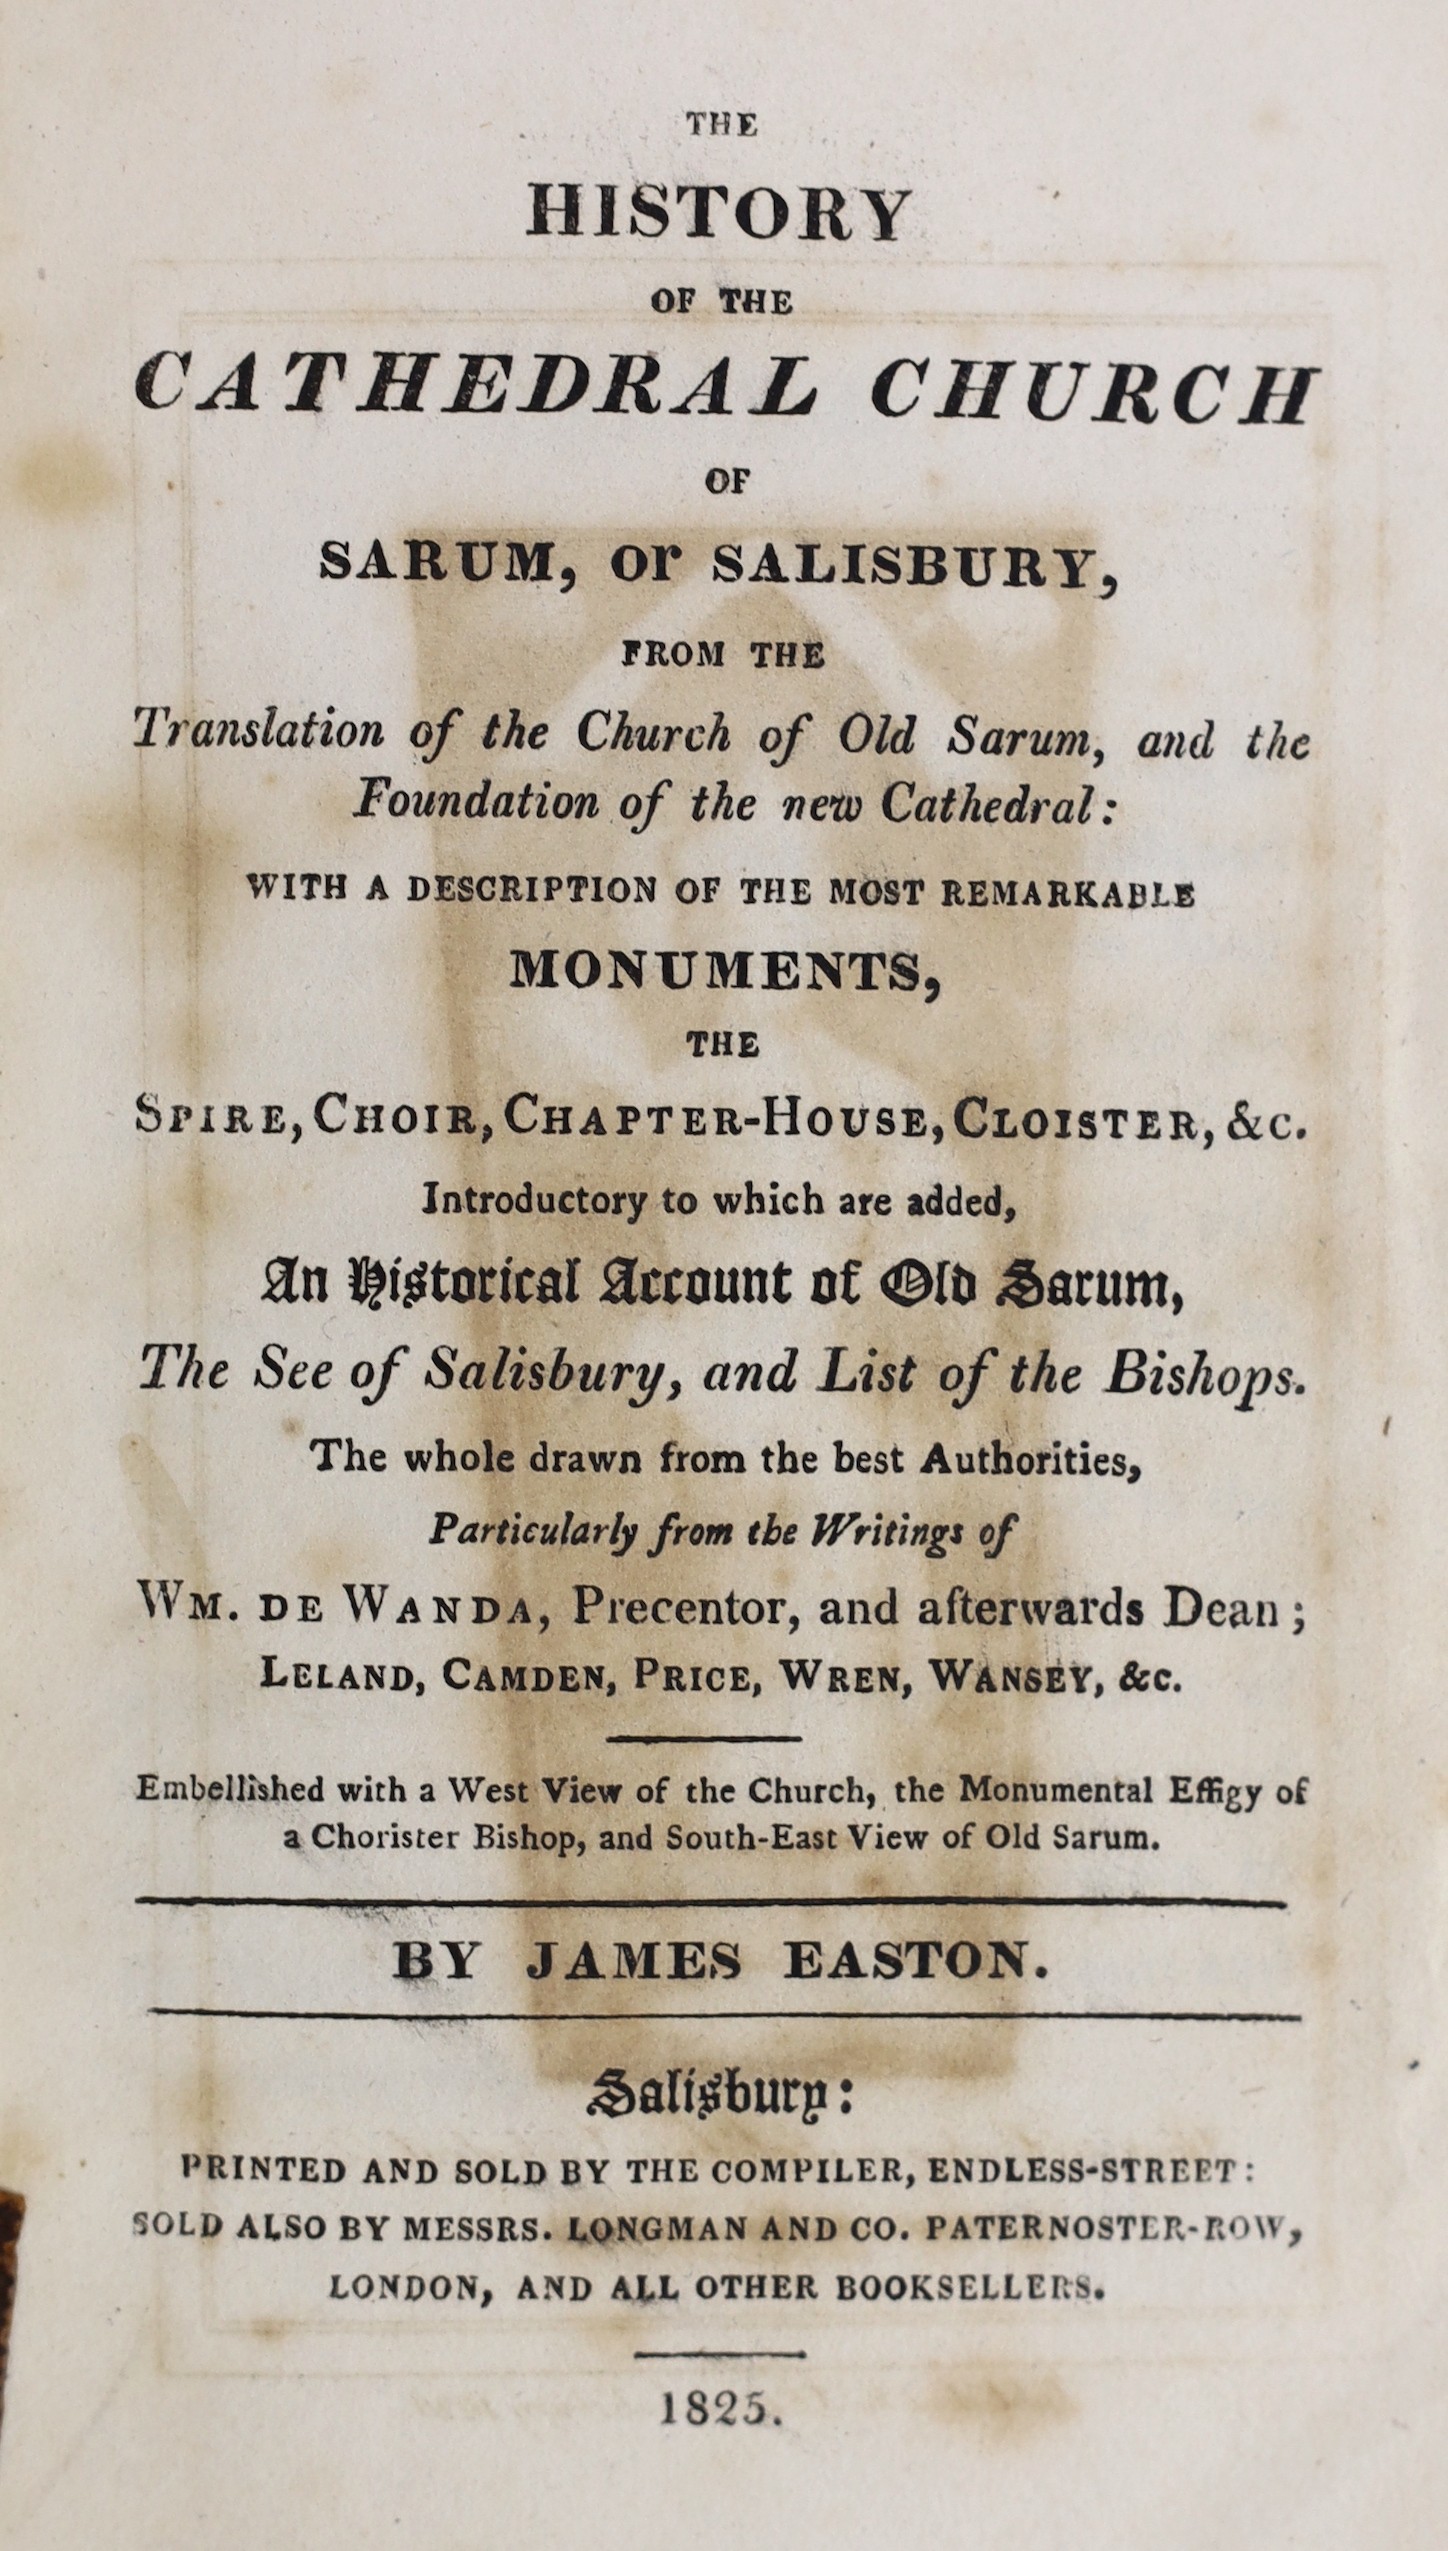 THE
HISTORY
OF THE
CATHEDRAL CHURCH
OF
SARUM, or SALISBURY,
FROM THE
Translation of the Church of Old Sarum, and the
Foundation of the new Cathedral:
WITH A DESCRIPTION OF THE MOST REMARKABLE
MONUMENTS,
THE
SPIRE, CHOIR, CHAPTER-HOUSE, CLOISTER, &c.
Introductory to which are added,
An Historical Account of Old Sarum,
The See of Salisbury, and List of the Bishops.
The whole drawn from the best Authorities,
Particularly from the Writings of
WM. DE WANDA, Precentor, and afterwards Dean;
LELAND, CAMDEN, PRICE, WREN, WANSEY, &c.
Embellished with a West View of the Church, the Monumental Effigy of
a Chorister Bishop, and South-East View of Old Sarum.
BY JAMES EASTON.
Salisbury:
PRINTED AND SOLD BY THE COMPILER, ENDLESS-STREET:
SOLD ALSO BY MESSRS. LONGMAN AND CO. PATERNOSTER-ROW,
LONDON, AND ALL OTHER BOOKSELLERS.
1825.